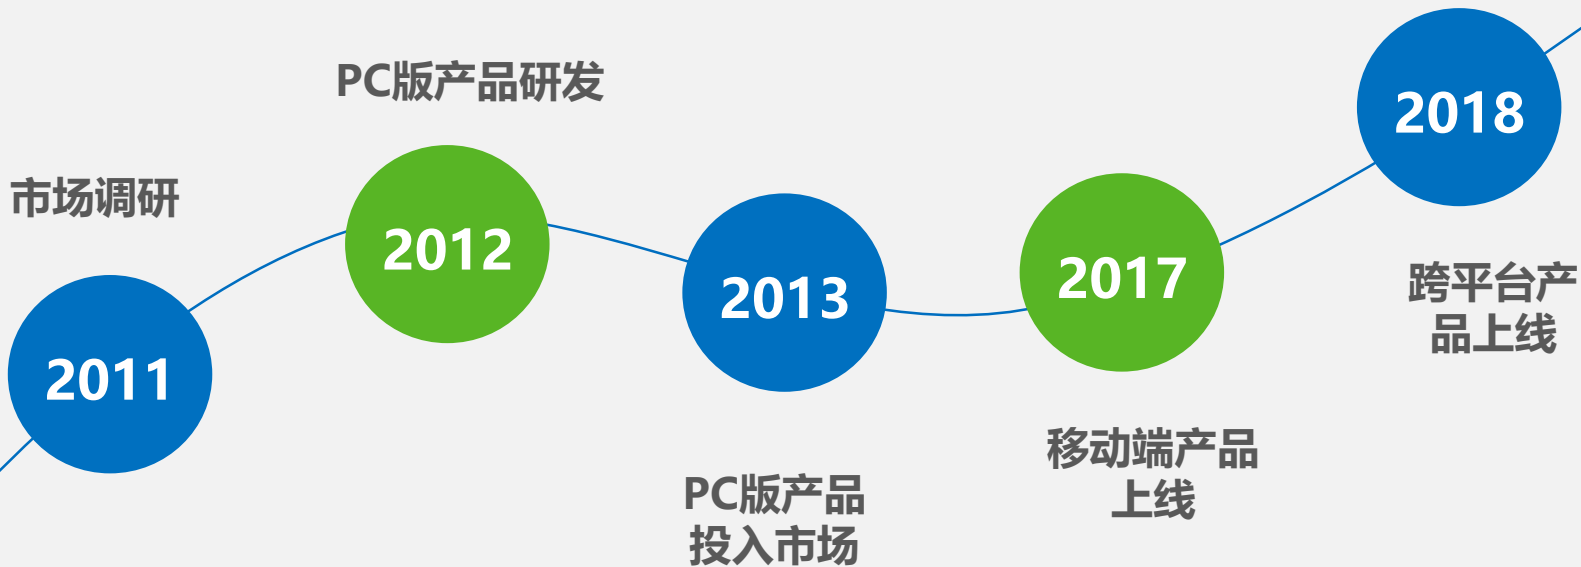 市场调研
2011
PC版产品研发
2012
2013
PC版产品
投入市场
2017
移动端产品
上线
2018
跨平台产
品上线